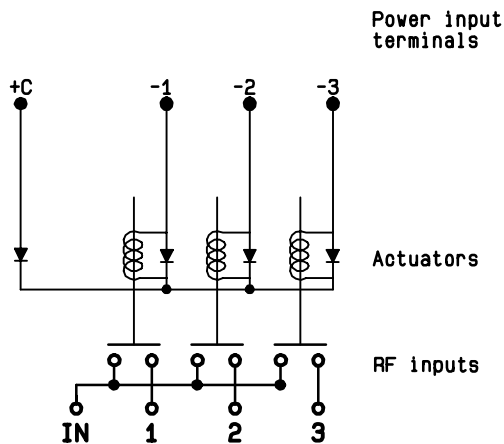 Power input
terminals
+C -1 -2 -3
Actuators
RF inputs
IN 1 2 3